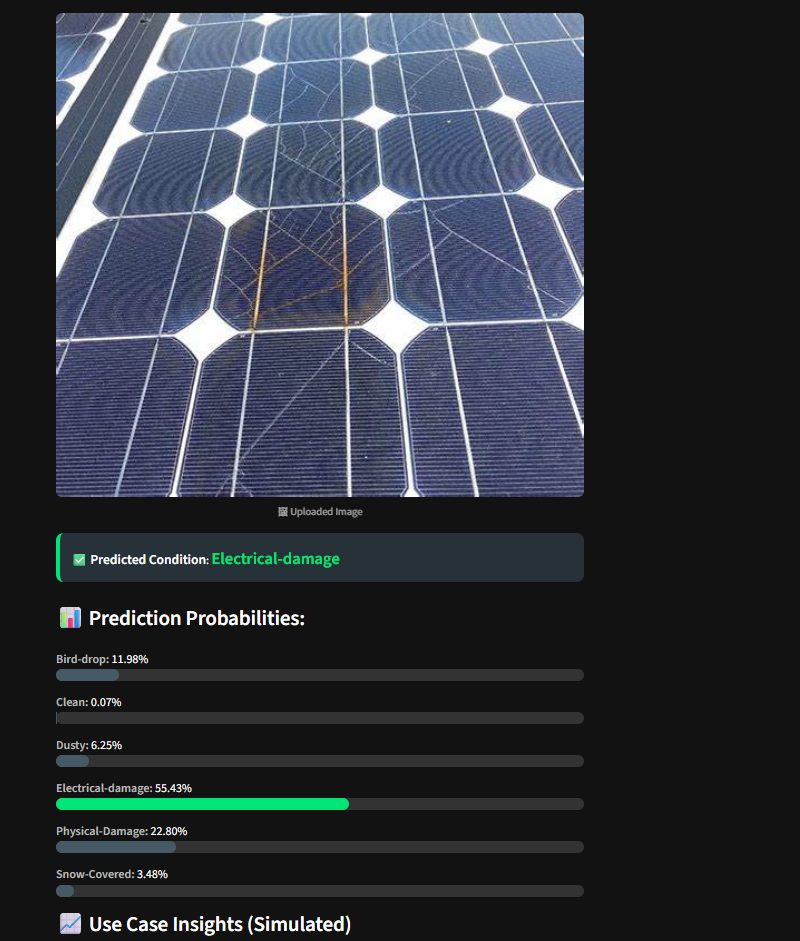 Uploaded Image
Predicted Condition: Electrical-damage
Prediction Probabilities:
Bird-drop: 11.98%
Clean: 0.07%
Dusty: 6.25%
Electrical-damage: 55.43%
Physical-Damage: 22.80%
Snow-Covered: 3.48%
Use Case Insights (Simulated)